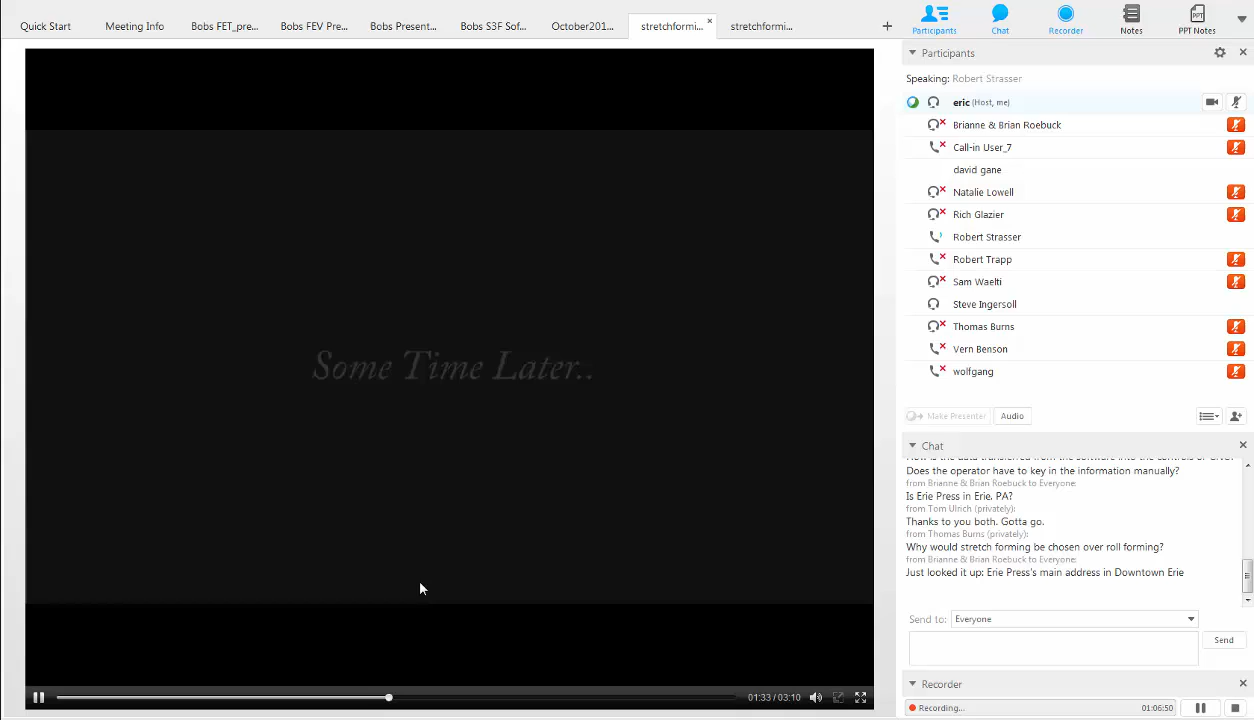 Quick Start
Meeting Info
Bobs FET_pre...
Bobs FEV Pre...
Bobs Present...
Bobs S3F Sof...
October201...
stretchformi...
stretchformi...
Participants
Chat
Recorder
Notes
PPT
PPT Notes
Participants
Speaking: Robert Strasser
eric (Host, me)
Brianne & Brian Roebuck
Call-in User_7
david gane
Natalie Lowell
Rich Glazier
Robert Strasser
Robert Trapp
Sam Waelti
Steve Ingersoll
Thomas Burns
Vern Benson
wolfgang
Make Presenter
Audio
Chat
Does the operator have to key in the information manually?
from Brianne & Brian Roebuck to Everyone:
Is Erie Press in Erie, PA?
from Tom Ulrich (privately):
Thanks to you both. Gotta go.
from Thomas Burns (privately):
Why would stretch forming be chosen over roll forming?
from Brianne & Brian Roebuck to Everyone:
Just looked it up: Erie Press's main address in Downtown Erie
Send to:
Everyone
Send
Recorder
Recording...
01:06:50
Some Time Later..
01:33 / 03:10